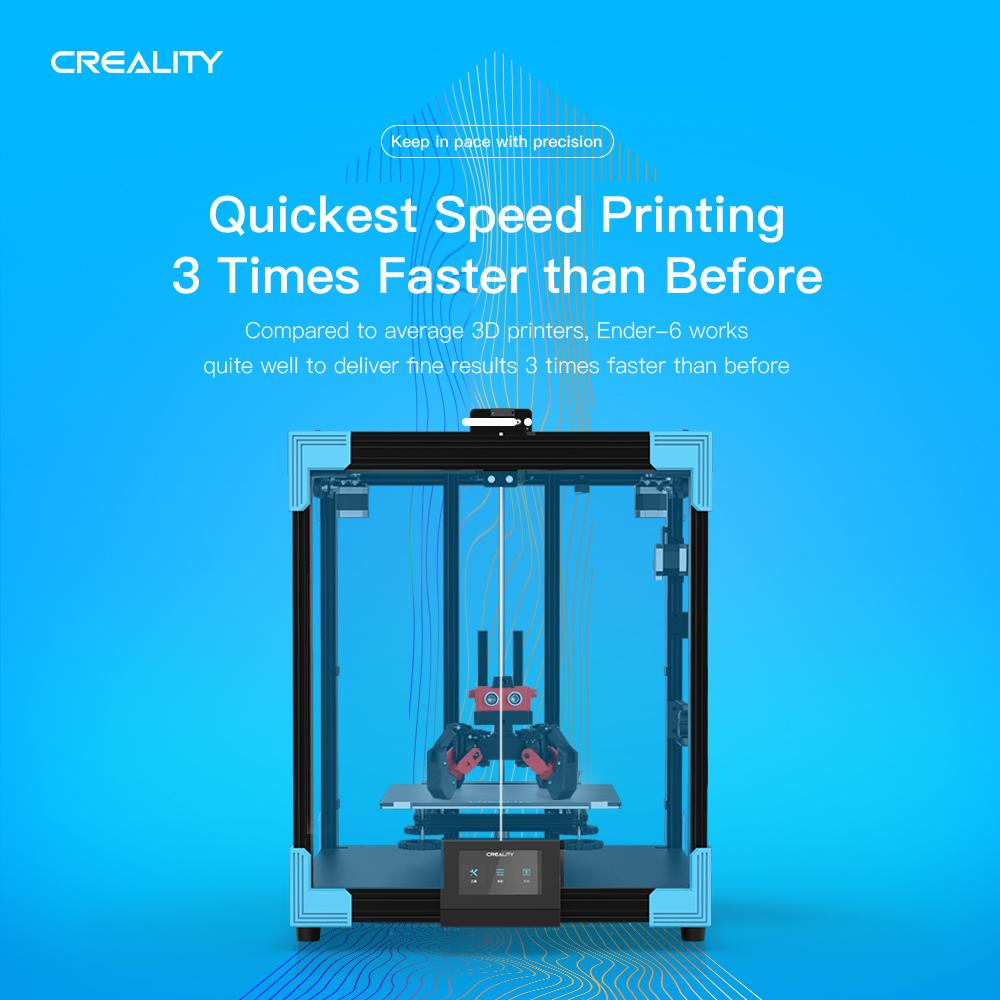 CREALITY
Keep in pace with precision
Quickest Speed Printing
3 Times Faster than Before
Compared to average 3D printers, Ender-6 works
quite well to deliver fine results 3 times faster than before
CREALITY